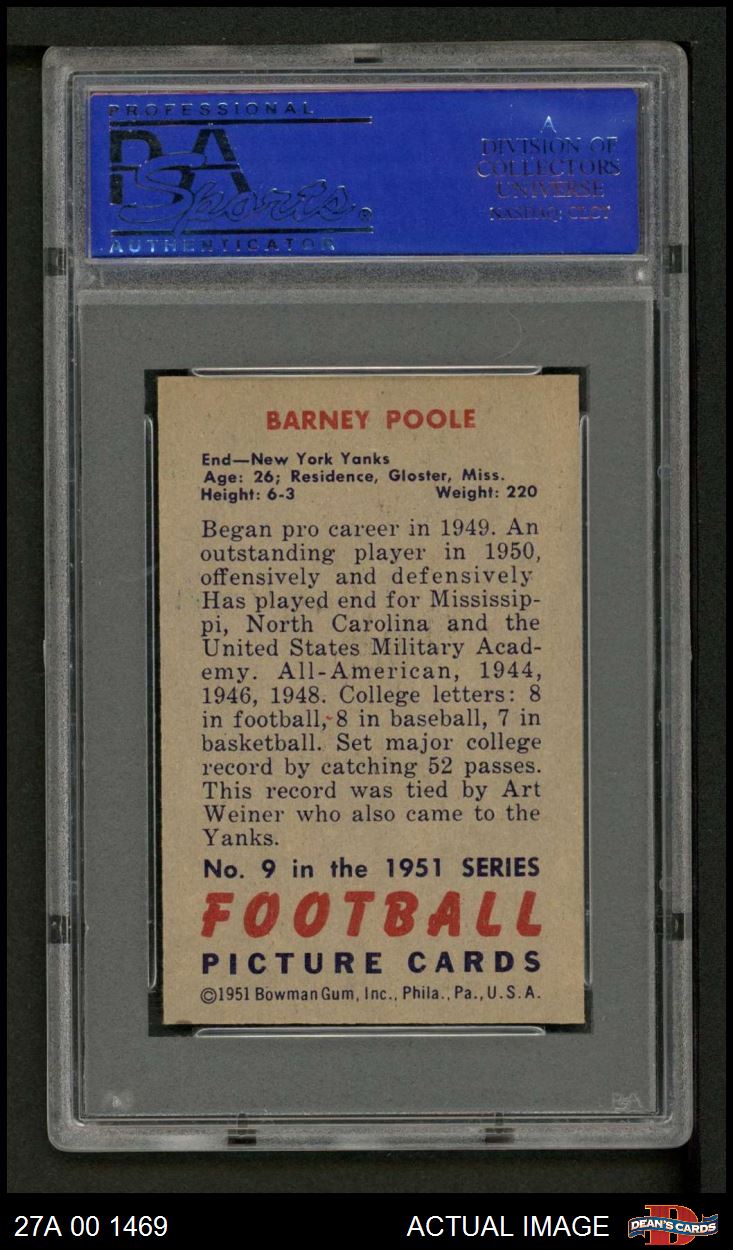 PROFESSIONAL
PSA
Sports ®
AUTHENTICATOR
A
DIVISION OF
COLLECTORS
UNIVERSE
NASDAQ: CLCT
BARNEY POOLE
End—New York Yanks
Age: 26; Residence, Gloster, Miss.
Height: 6-3 Weight: 220
Began pro career in 1949. An
outstanding player in 1950,
offensively and defensively
Has played end for Mississip-
pi, North Carolina and the
United States Military Acad-
emy. All-American, 1944,
1946, 1948. College letters: 8
in football, 8 in baseball, 7 in
basketball. Set major college
record by catching 52 passes.
This record was tied by Art
Weiner who also came to the
Yanks.
No. 9 in the 1951 SERIES
FOOTBALL
PICTURE CARDS
©1951 Bowman Gum, Inc., Phila., Pa., U.S.A.
PSA
27A 00 1469 ACTUAL IMAGE DEAN'S CARDS